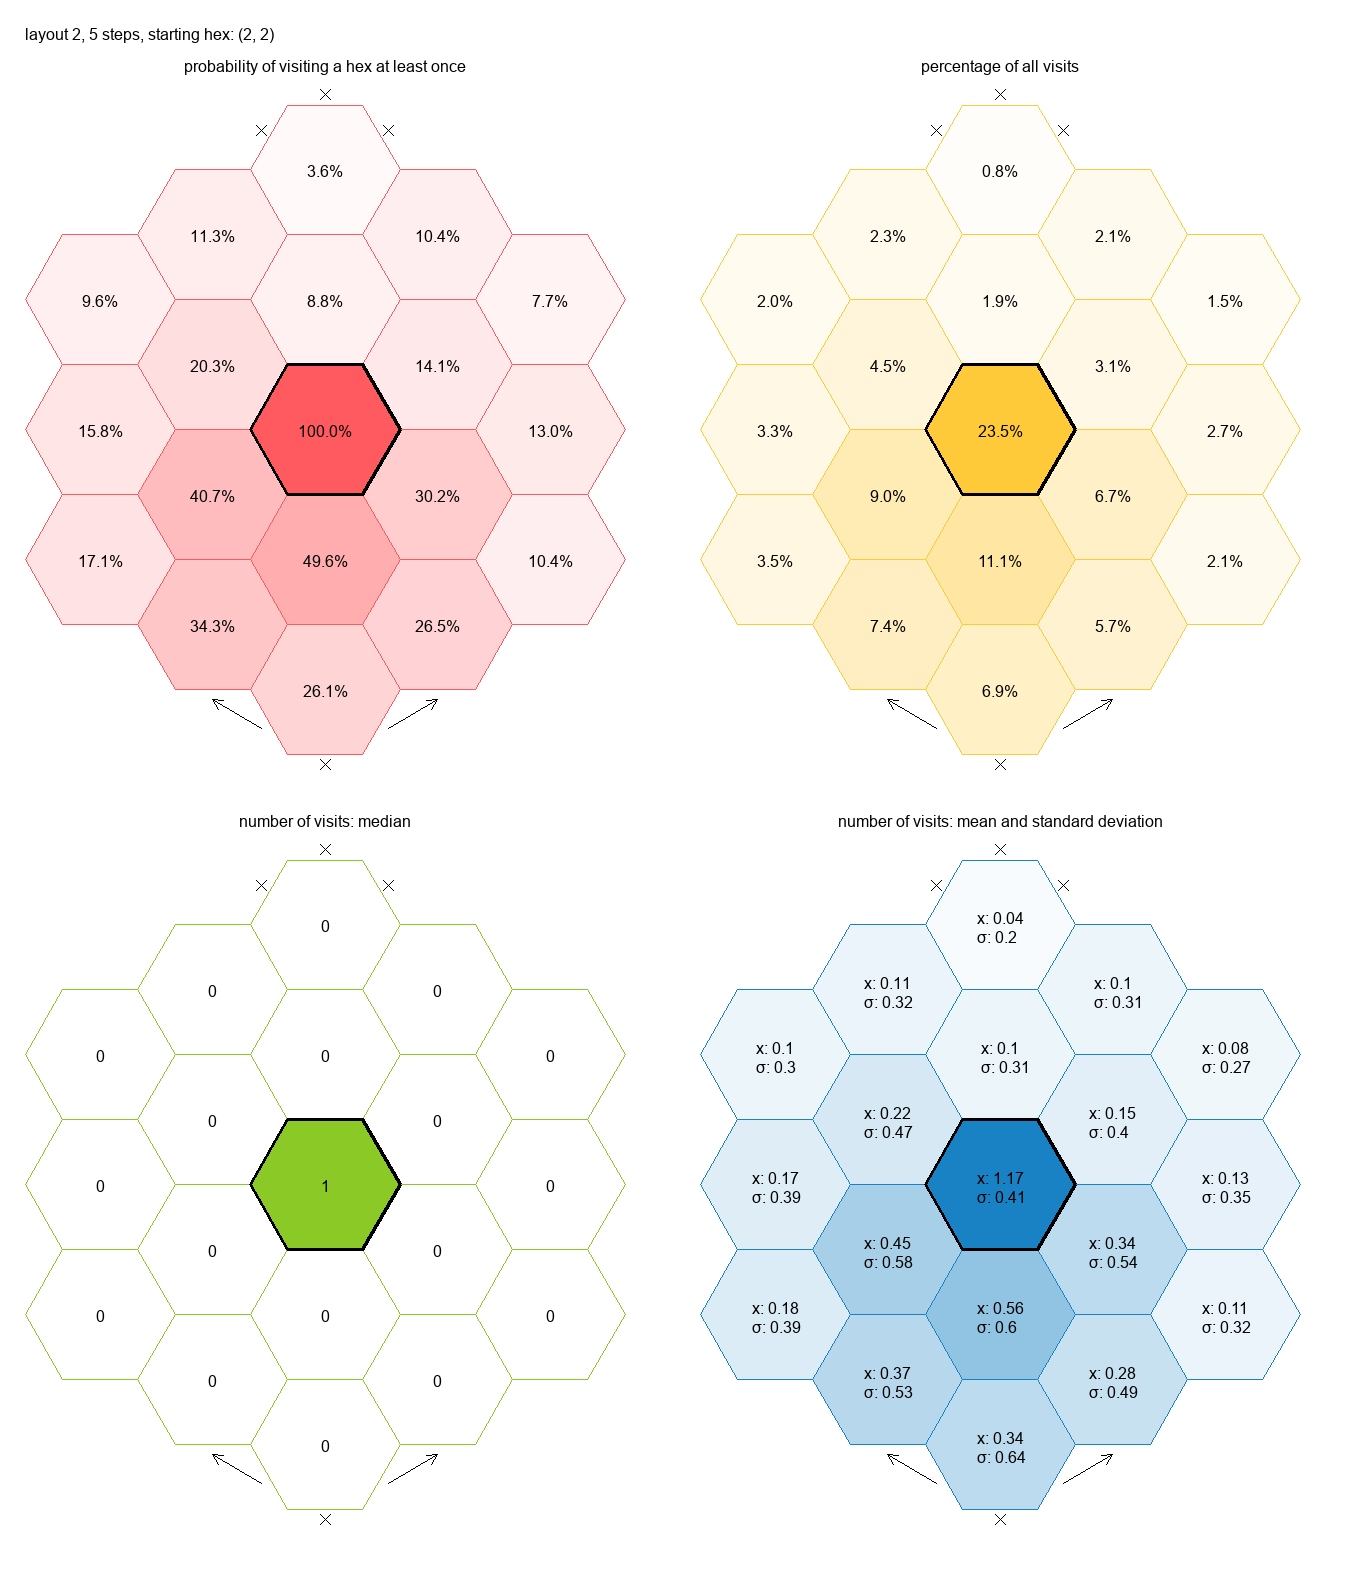 layout 2, 5 steps, starting hex: (2, 2)
probability of visiting a hex at least once
3.6%
11.3%
10.4%
9.6%
8.8%
7.7%
20.3%
14.1%
15.8%
100.0%
13.0%
40.7%
30.2%
17.1%
49.6%
10.4%
34.3%
26.5%
26.1%
percentage of all visits
0.8%
2.3%
2.1%
2.0%
1.9%
1.5%
4.5%
3.1%
3.3%
23.5%
2.7%
9.0%
6.7%
3.5%
11.1%
2.1%
7.4%
5.7%
6.9%
number of visits: median
0
0
0
0
0
0
0
0
0
1
0
0
0
0
0
0
0
0
0
number of visits: mean and standard deviation
x: 0.04
σ: 0.2
x: 0.11
σ: 0.32
x: 0.1
σ: 0.31
x: 0.1
σ: 0.3
x: 0.1
σ: 0.31
x: 0.08
σ: 0.27
x: 0.22
σ: 0.47
x: 0.15
σ: 0.4
x: 0.17
σ: 0.39
x: 1.17
σ: 0.41
x: 0.13
σ: 0.35
x: 0.45
σ: 0.58
x: 0.34
σ: 0.54
x: 0.18
σ: 0.39
x: 0.56
σ: 0.6
x: 0.11
σ: 0.32
x: 0.37
σ: 0.53
x: 0.28
σ: 0.49
x: 0.34
σ: 0.64